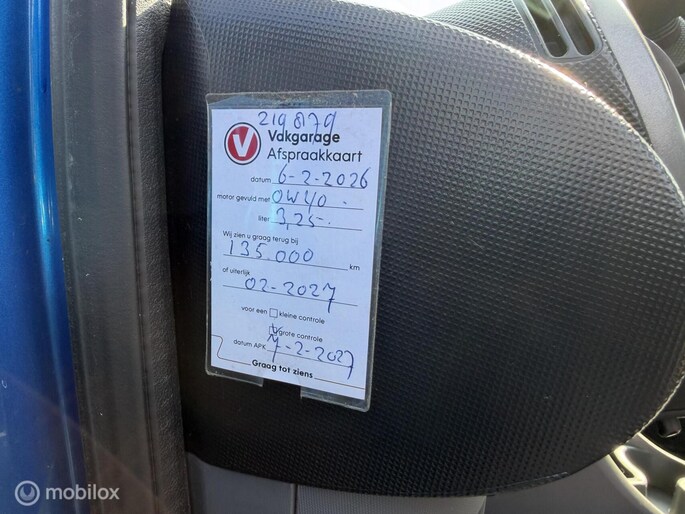 219879
V Vakgarage
Afspraakkaart
datum 6-2-2026
motor gevuld met 0W40.
liter 3,25-.
Wij zien u graag terug bij
135.000 km
of uiterlijk
02-2027
voor een kleine controle
grote controle
datum APK 7-2-2027
Graag tot ziens
mobilox